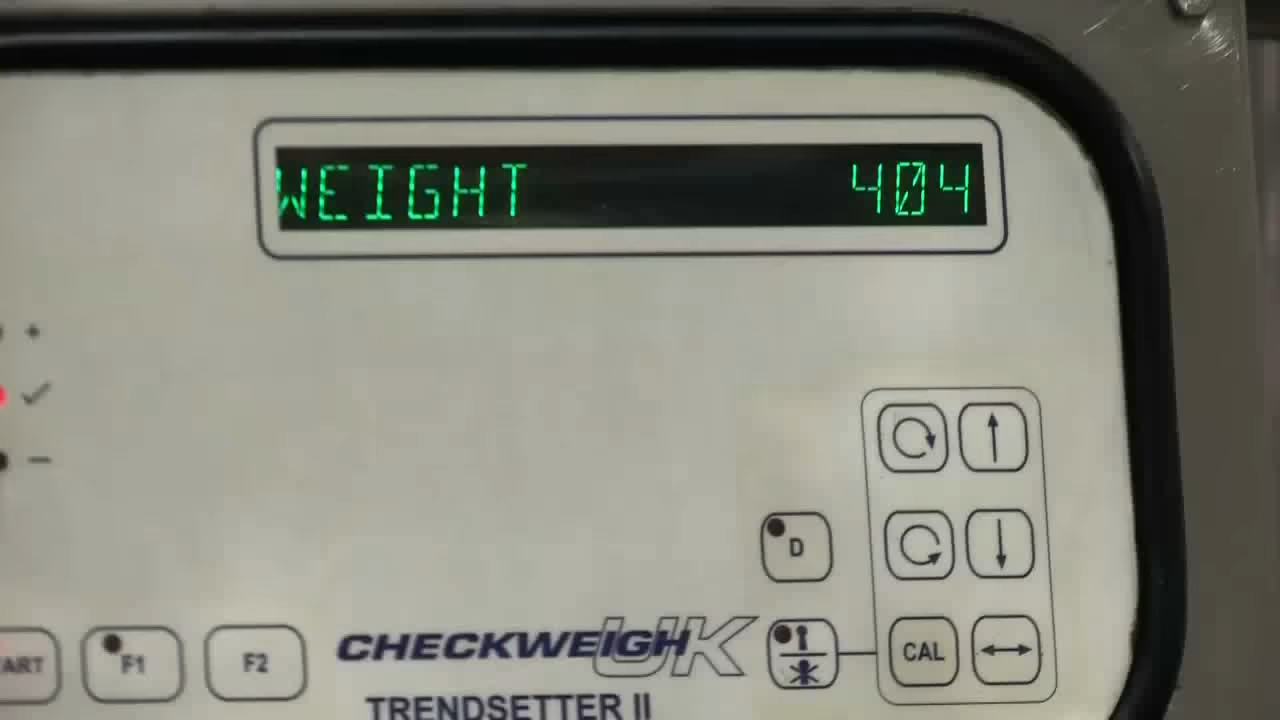 WEIGHT 404
D
ART F1 F2
CHECKWEIGH UK
CAL
TRENDSETTER II